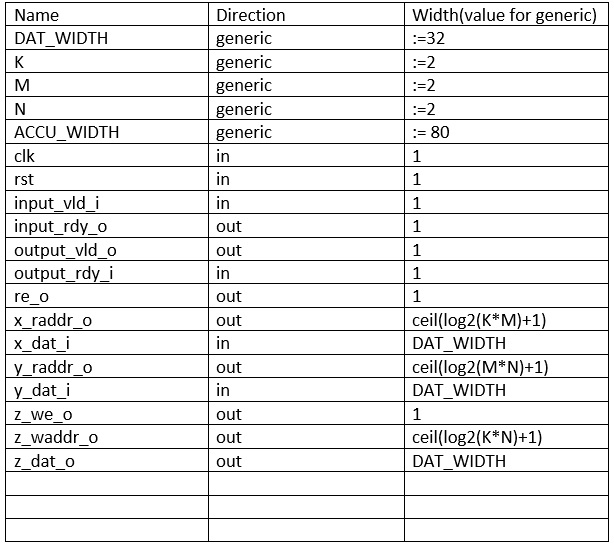 Name Direction Width(value for generic)
DAT_WIDTH generic :=32
K generic :=2
M generic :=2
N generic :=2
ACCU_WIDTH generic := 80
clk in 1
rst in 1
input_vld_i in 1
input_rdy_o out 1
output_vld_o out 1
output_rdy_i in 1
re_o out 1
x_raddr_o out ceil(log2(K*M)+1)
x_dat_i in DAT_WIDTH
y_raddr_o out ceil(log2(M*N)+1)
y_dat_i in DAT_WIDTH
z_we_o out 1
z_waddr_o out ceil(log2(K*N)+1)
z_dat_o out DAT_WIDTH